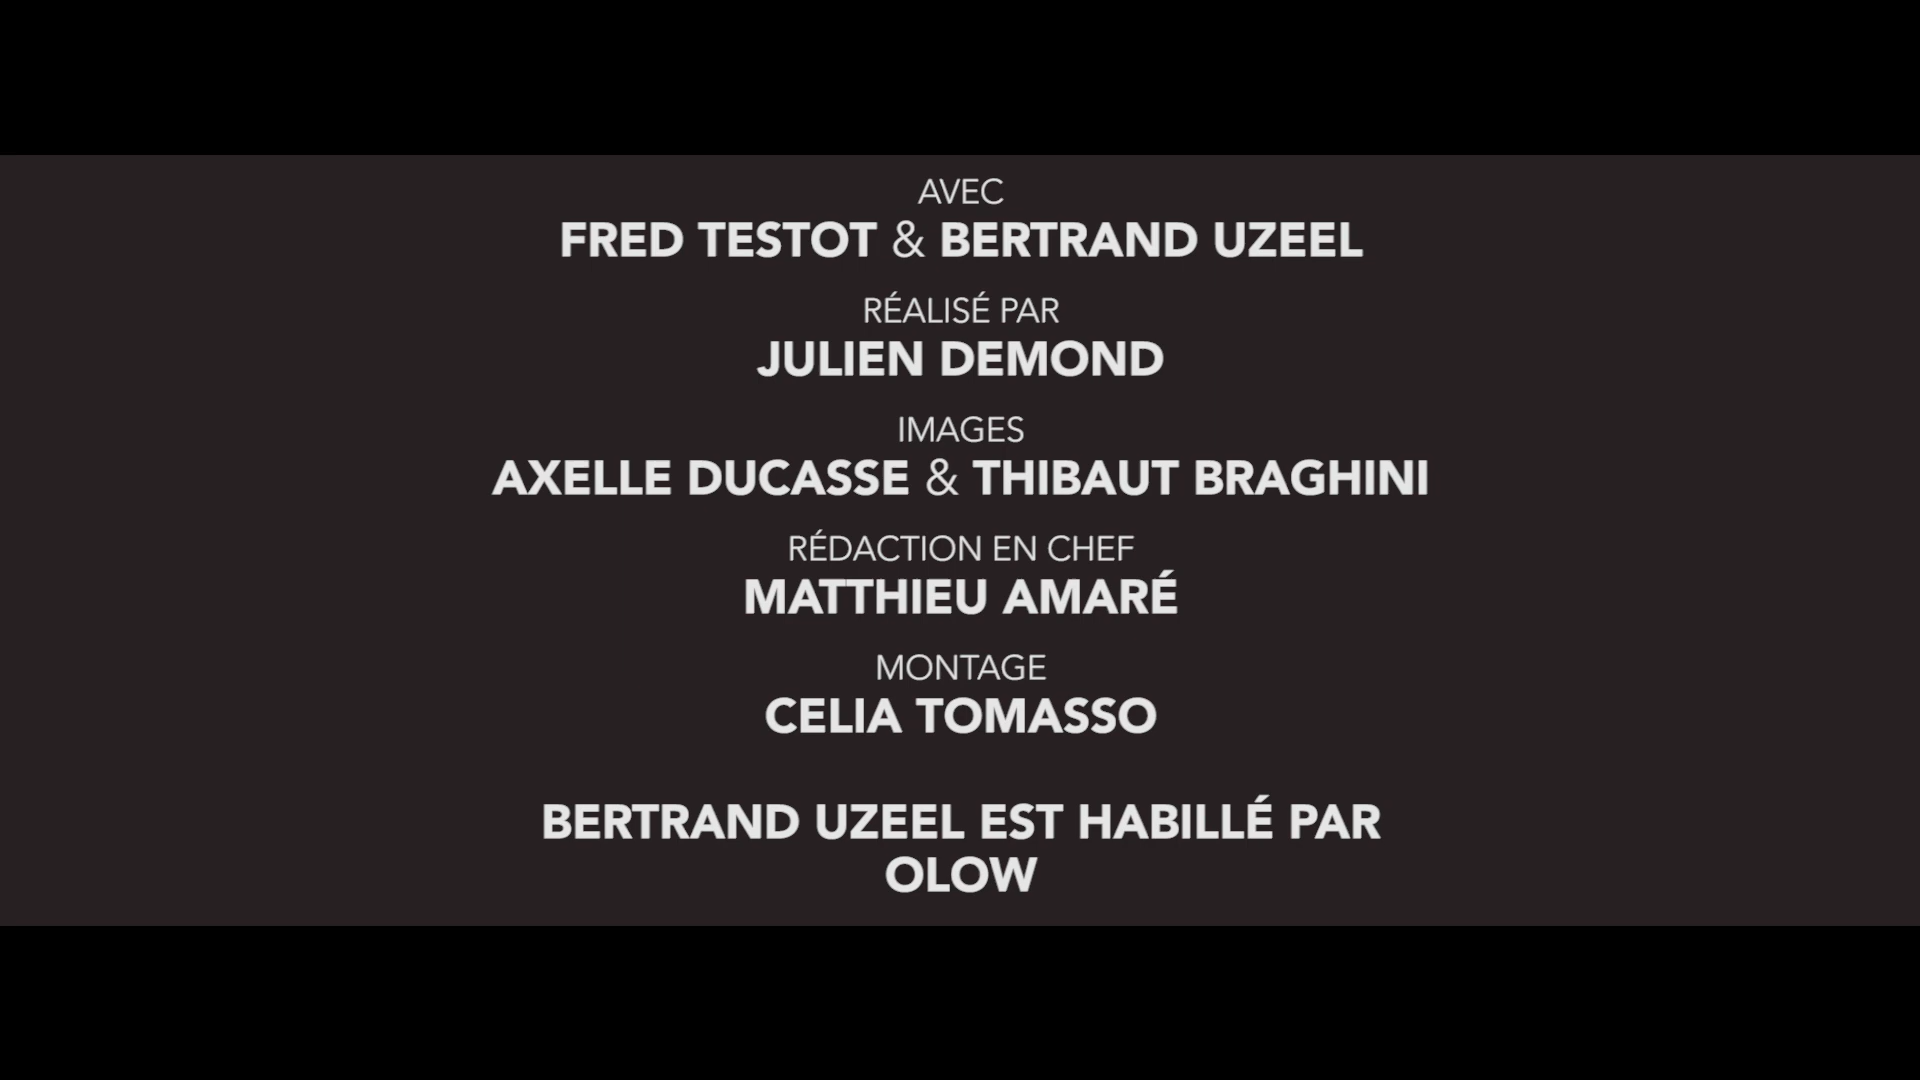 AVEC
FRED TESTOT & BERTRAND UZEEL
RÉALISÉ PAR
JULIEN DEMOND
IMAGES
AXELLE DUCASSE & THIBAUT BRAGHINI
RÉDACTION EN CHEF
MATTHIEU AMARÉ
MONTAGE
CELIA TOMASSO
BERTRAND UZEEL EST HABILLÉ PAR
OLOW